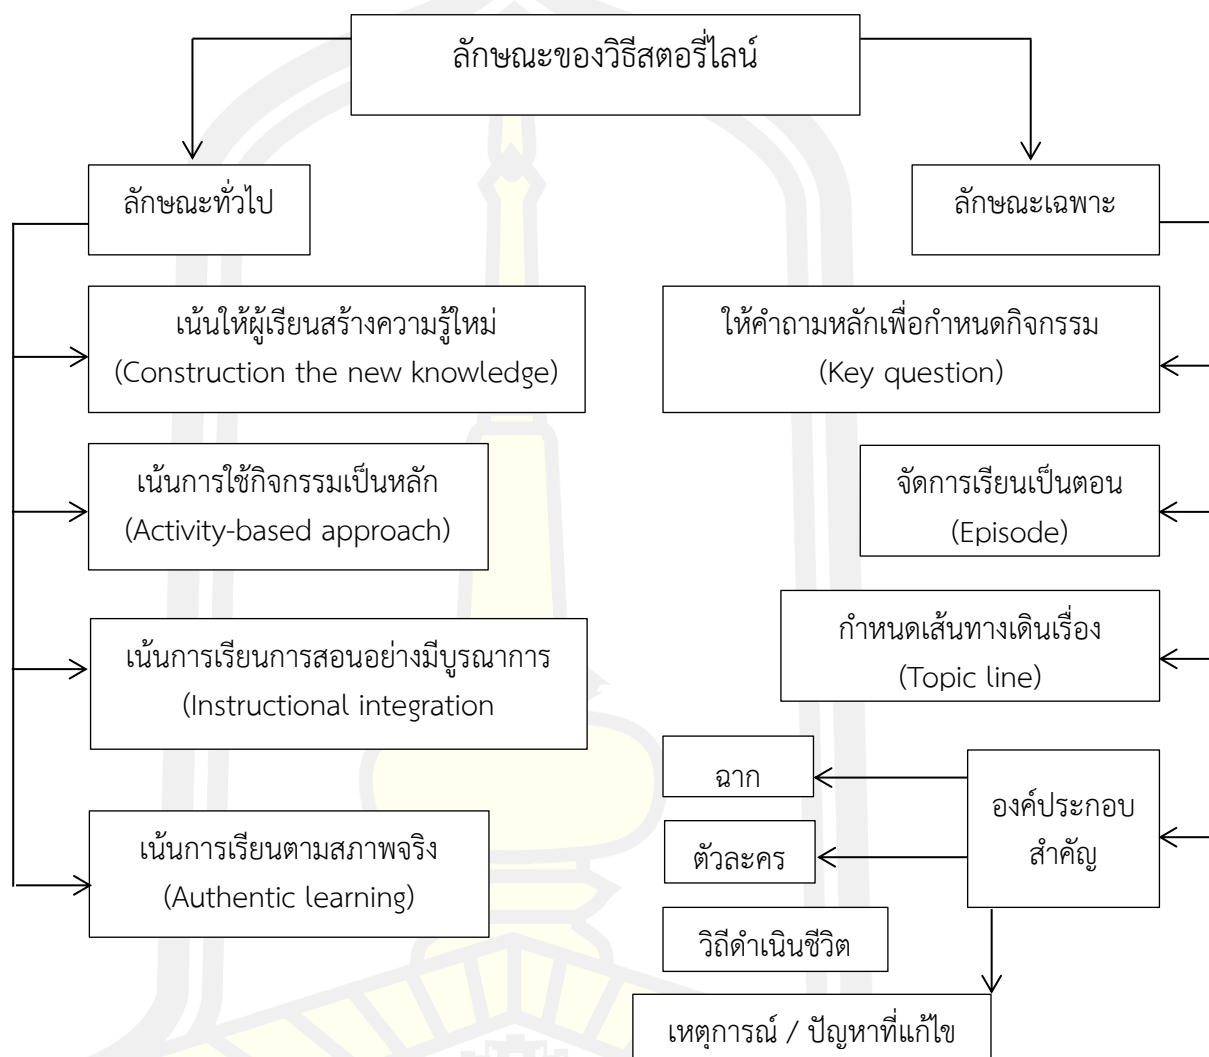 ลักษณะของวิธีสตอรี่ไลน์
ลักษณะทั่วไป
เน้นให้ผู้เรียนสร้างความรู้ใหม่
(Construction the new knowledge)
เน้นการใช้กิจกรรมเป็นหลัก
(Activity-based approach)
เน้นการเรียนการสอนอย่างมีบูรณาการ
(Instructional integration
เน้นการเรียนตามสภาพจริง
(Authentic learning)
ลักษณะเฉพาะ
ให้คำถามหลักเพื่อกำหนดกิจกรรม
(Key question)
จัดการเรียนเป็นตอน
(Episode)
กำหนดเส้นทางเดินเรื่อง
(Topic line)
องค์ประกอบ
สำคัญ
ฉาก
ตัวละคร
วิถีดำเนินชีวิต
เหตุการณ์ / ปัญหาที่แก้ไข